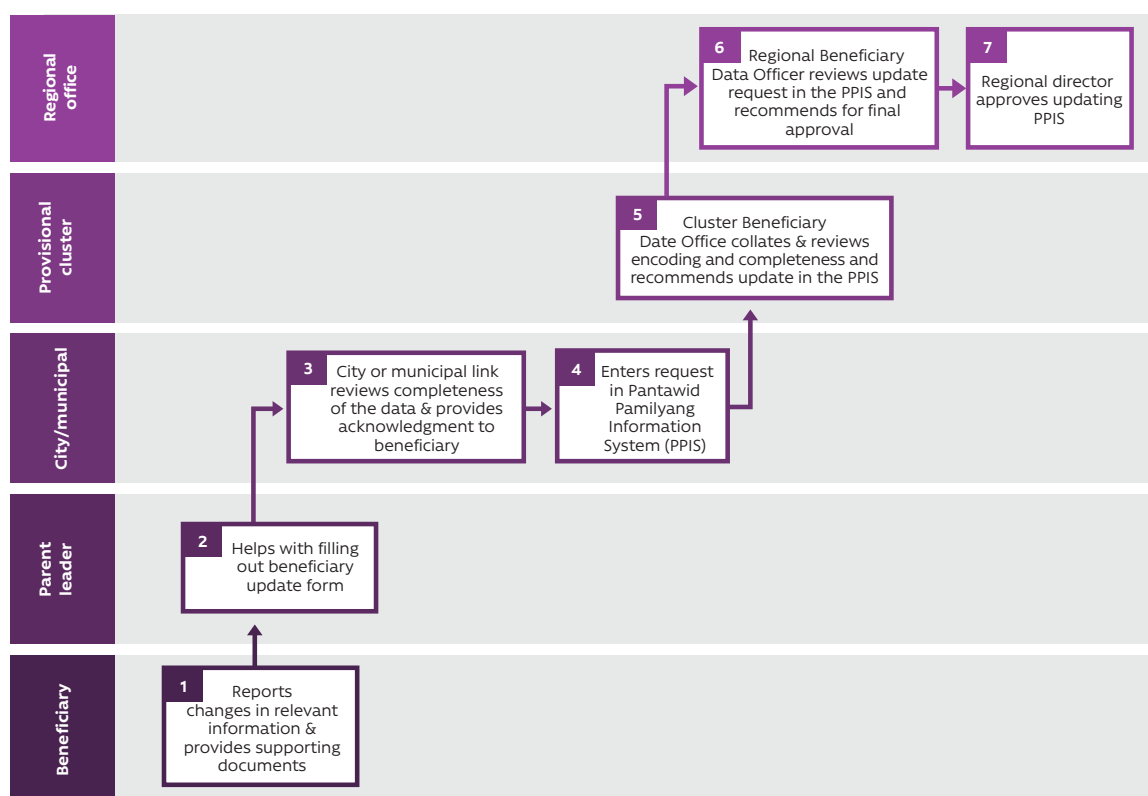 Regional
office
6
Regional Beneficiary
Data Officer reviews update
request in the PPIS and
recommends for final
approval
7
Regional director
approves updating
PPIS
Provisional
cluster
5
Cluster Beneficiary
Date Office collates & reviews
encoding and completeness and
recommends update in the PPIS
City/municipal
3
City or municipal link
reviews completeness
of the data & provides
acknowledgment to
beneficiary
4
Enters request
in Pantawid
Pamilyang
Information
System (PPIS)
Parent
leader
2
Helps with filling
out beneficiary
update form
Beneficiary
1
Reports
changes in relevant
information &
provides supporting
documents